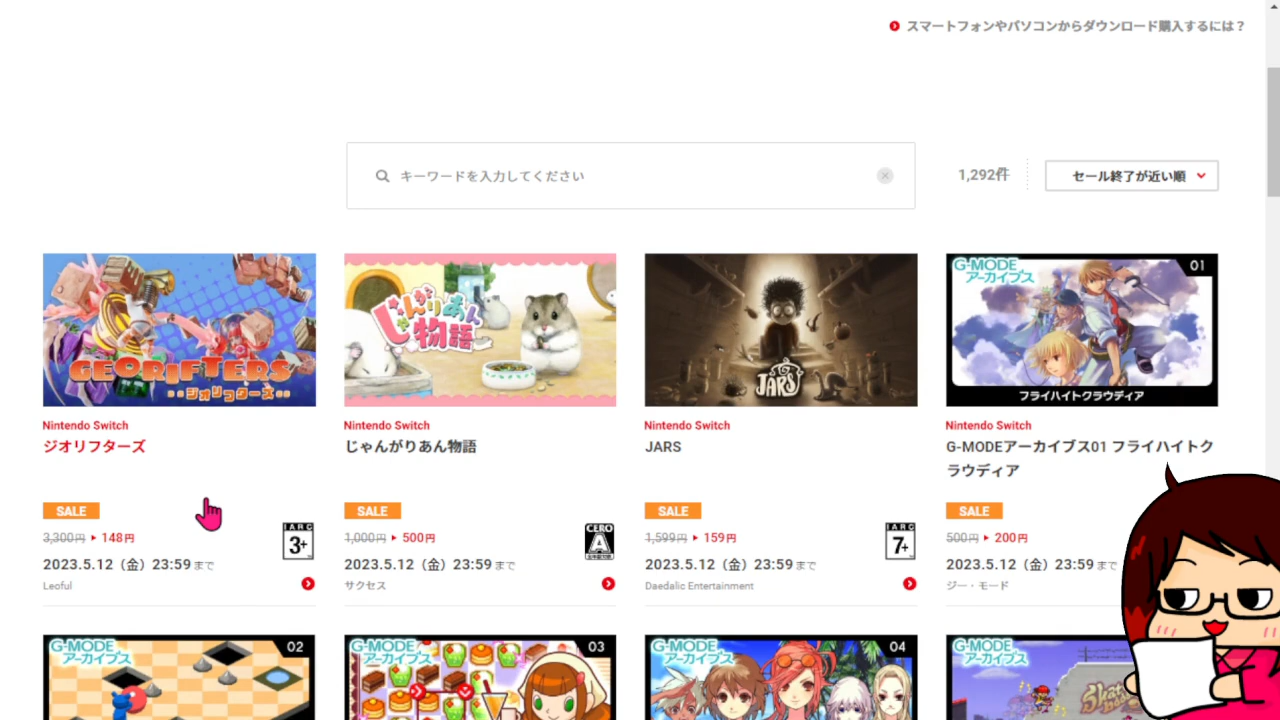 スマートフォンやパソコンからダウンロード購入するには？
キーワードを入力してください
1,292件
セール終了が近い順
GEORIFTERS
ジオリフターズ
じゃんがりあん
物語
JARS
G-MODE
アーカイブス
01
フライハイトクラウディア
Nintendo Switch
ジオリフターズ
SALE
3,300円 148円
2023.5.12（金）23:59 まで
Leoful
IARC
3+
Nintendo Switch
じゃんがりあん物語
SALE
1,000円 500円
2023.5.12（金）23:59 まで
サクセス
CERO
A
Nintendo Switch
JARS
SALE
1,599円 159円
2023.5.12（金）23:59 まで
Daedalic Entertainment
IARC
7+
Nintendo Switch
G-MODEアーカイブス01 フライハイトク
ラウディア
SALE
500円 200円
2023.5.12（金）23:59 まで
ジー・モード
G-MODE
アーカイブス
02
G-MODE
アーカイブス
03
G-MODE
アーカイブス
04
G-MODE
アーカイブス